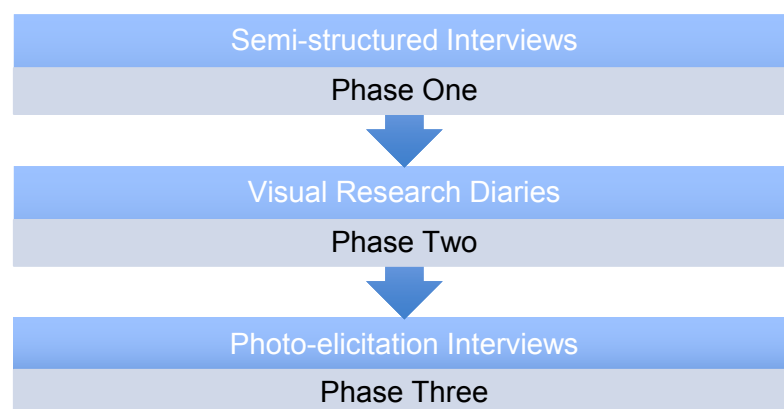 Semi-structured Interviews
Phase One
Visual Research Diaries
Phase Two
Photo-elicitation Interviews
Phase Three